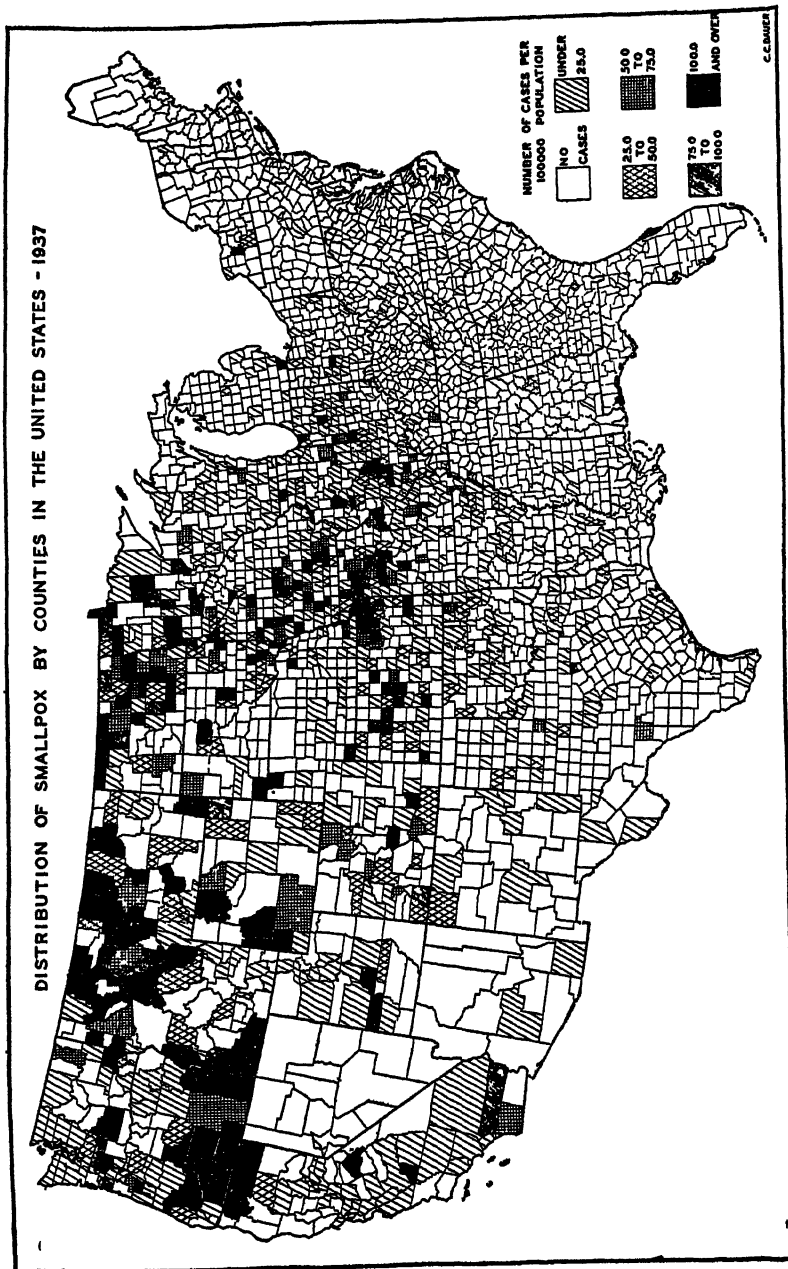 DISTRIBUTION OF SMALLPOX BY COUNTIES IN THE UNITED STATES - 1937
NUMBER OF CASES PER
100000 POPULATION
NO
CASES
UNDER
25.0
25.0
TO
50.0
50.0
TO
75.0
75.0
TO
100.0
100.0
AND OVER
C.C.DAUER